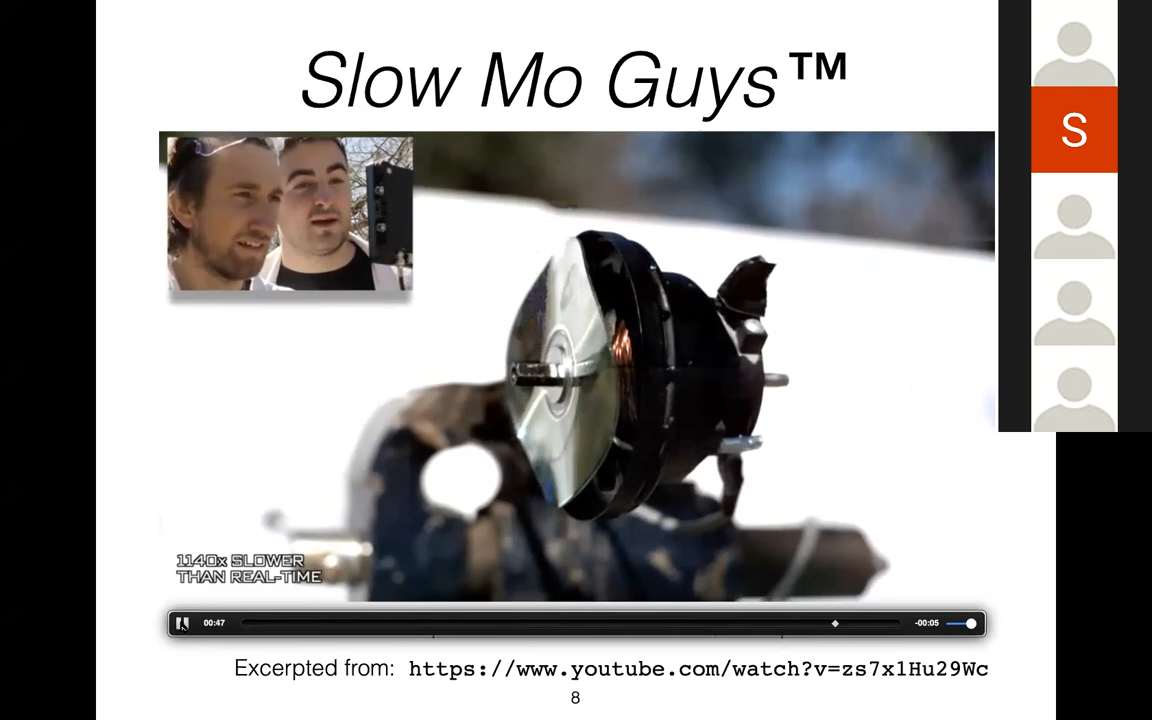 Slow Mo Guys™
S
1140x SLOWER
THAN REAL-TIME
00:47
-00:05
Excerpted from: https://www.youtube.com/watch?v=zs7x1Hu29Wc
8